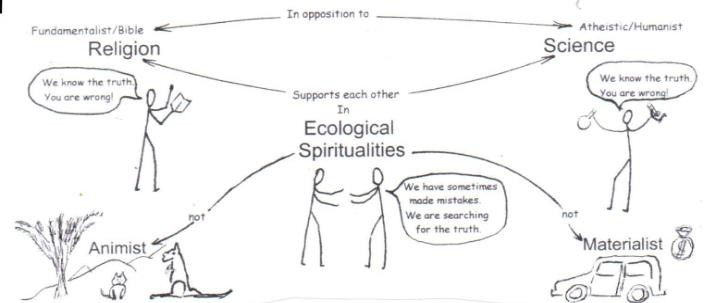 In opposition to
Fundamentalist/Bible
Religion
Atheistic/Humanist
Science
We know the truth.
You are wrong!
We know the truth.
You are wrong!
Supports each other
In
Ecological
Spiritualities
We have sometimes
made mistakes.
We are searching
for the truth.
not
not
Animist
Materialist
$